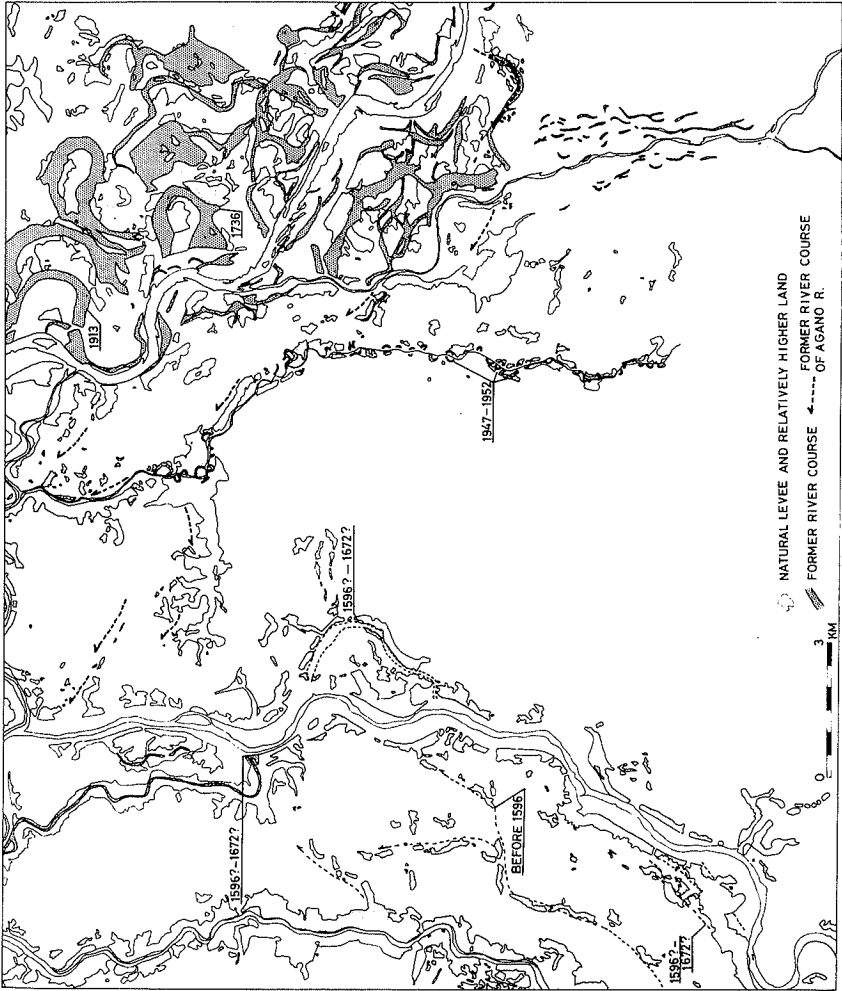 1913
1736
1947–1952
1596?–1672?
1596?–1672?
BEFORE 1596
1596?–
1672?
NATURAL LEVEE AND RELATIVELY HIGHER LAND
FORMER RIVER COURSE
FORMER RIVER COURSE
OF AGANO R.
0 3
KM